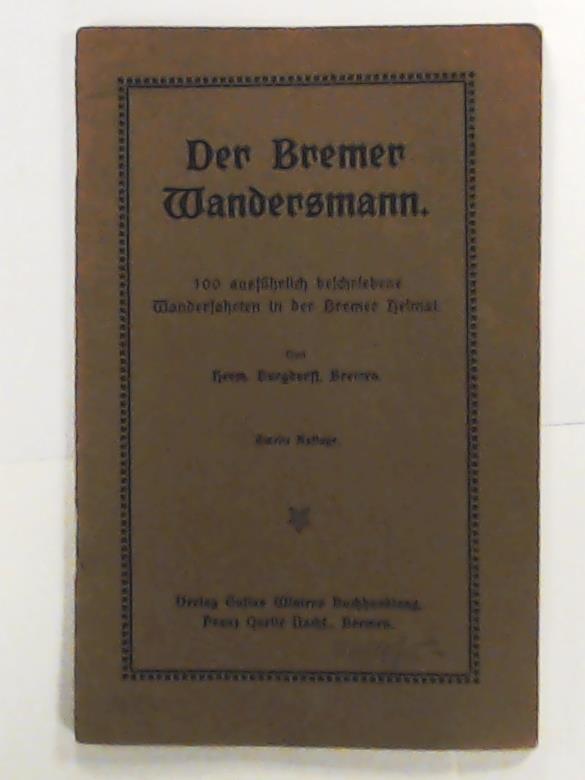 Der Bremer
Wandersmann.
100 ausführlich beschriebene
Wanderfahrten in der Bremer Heimat.
Von
Herm. Burgdorff, Bremen.
Zweite Auflage.
Verlag Gustav Winters Buchhandlung,
Franz Quelle Nachf., Bremen.